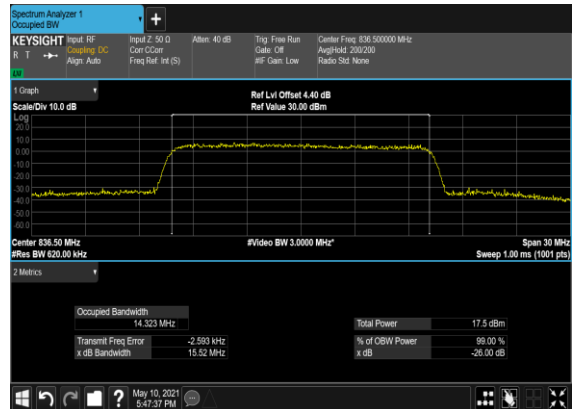 Spectrum Analyzer 1
Occupied BW
+
KEYSIGHT Input: RF Input Z: 50 Ω Atten: 40 dB Trig: Free Run Center Freq: 836.500000 MHz
R T Coupling: DC Corr CCorr Gate: Off Avg|Hold: 200/200
Align: Auto Freq Ref: Int (S) #IF Gain: Low Radio Std: None
LW
1 Graph
Ref Lvl Offset 4.40 dB
Scale/Div 10.0 dB Ref Value 30.00 dBm
Log
20.0
10.0
0.00
-10.0
-20.0
-30.0
-40.0
-50.0
-60.0
Center 836.50 MHz #Video BW 3.0000 MHz* Span 30 MHz
#Res BW 620.00 kHz Sweep 1.00 ms (1001 pts)
2 Metrics
Occupied Bandwidth
14.323 MHz Total Power 17.5 dBm
Transmit Freq Error -2.593 kHz % of OBW Power 99.00 %
x dB Bandwidth 15.52 MHz x dB -26.00 dB
? May 10, 2021
5:47:37 PM